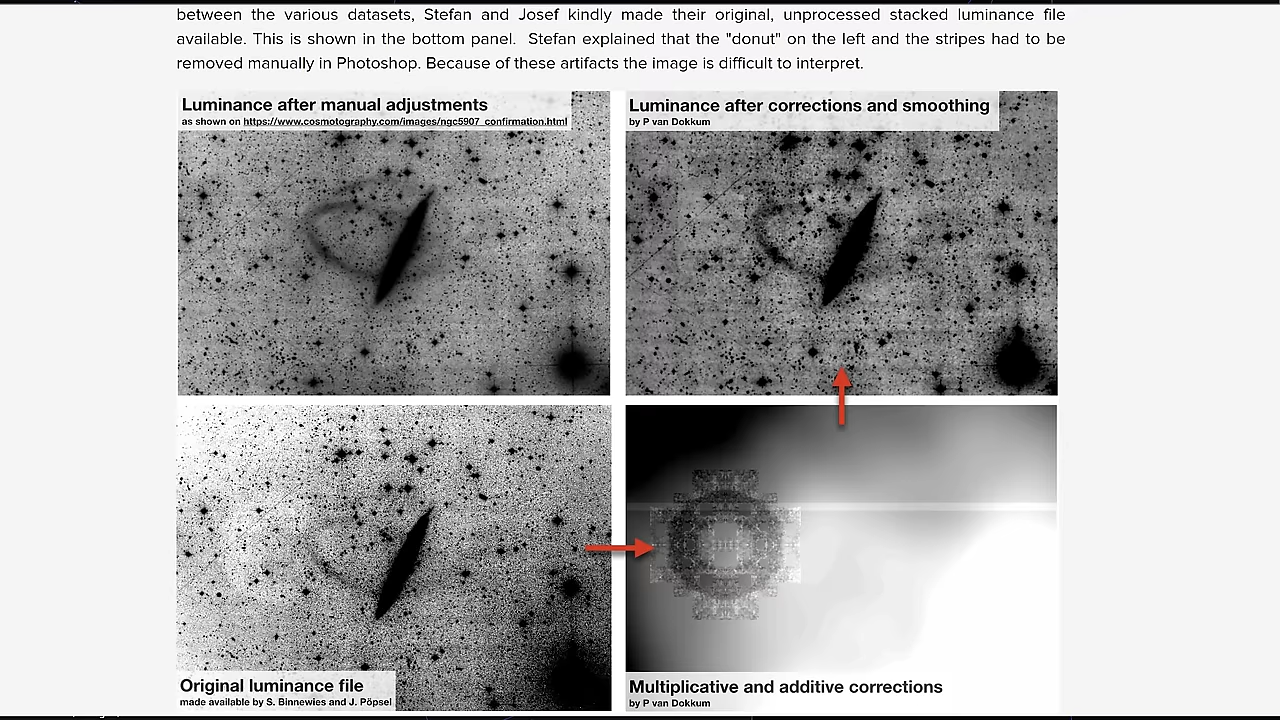 between the various datasets, Stefan and Josef kindly made their original, unprocessed stacked luminance file
available. This is shown in the bottom panel. Stefan explained that the "donut" on the left and the stripes had to be
removed manually in Photoshop. Because of these artifacts the image is difficult to interpret.
Luminance after manual adjustments
as shown on https://www.cosmotography.com/images/ngc5907_confirmation.html
Luminance after corrections and smoothing
by P van Dokkum
Original luminance file
made available by S. Binnewies and J. Pöpsel
Multiplicative and additive corrections
by P van Dokkum